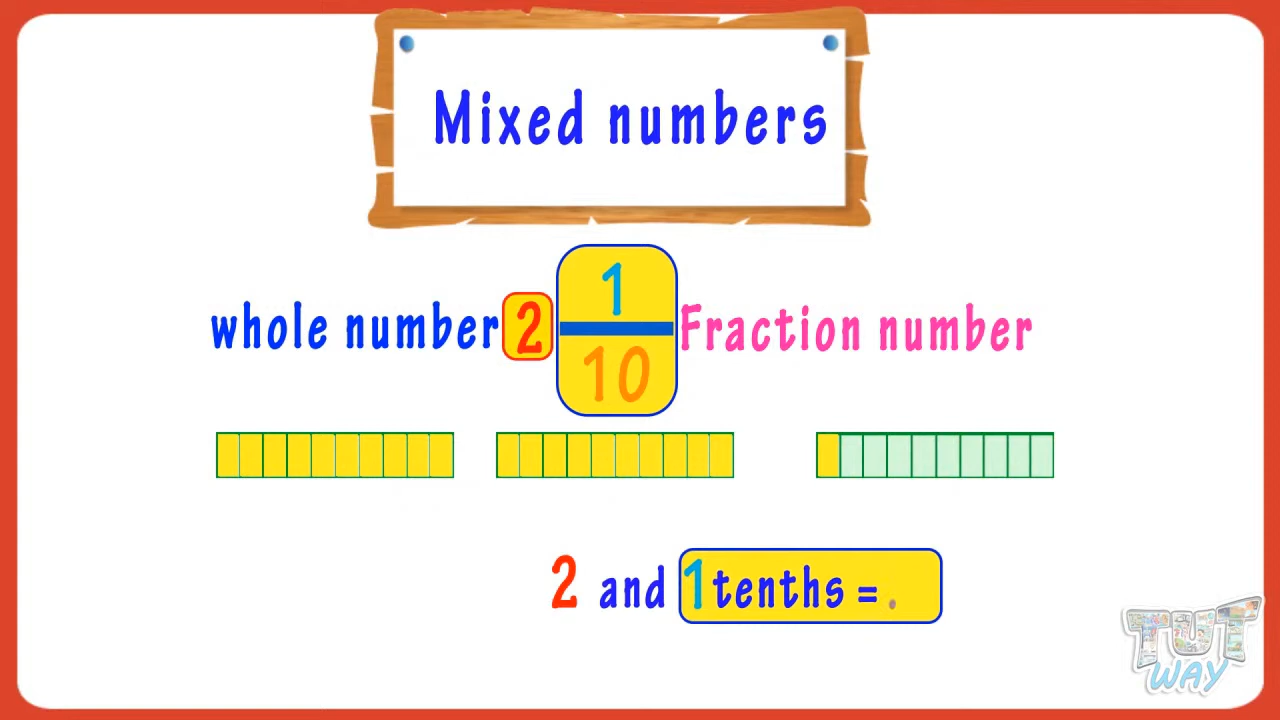 Mixed numbers
whole number 2 1/10 Fraction number
2 and 1 tenths = .
TUT
WAY